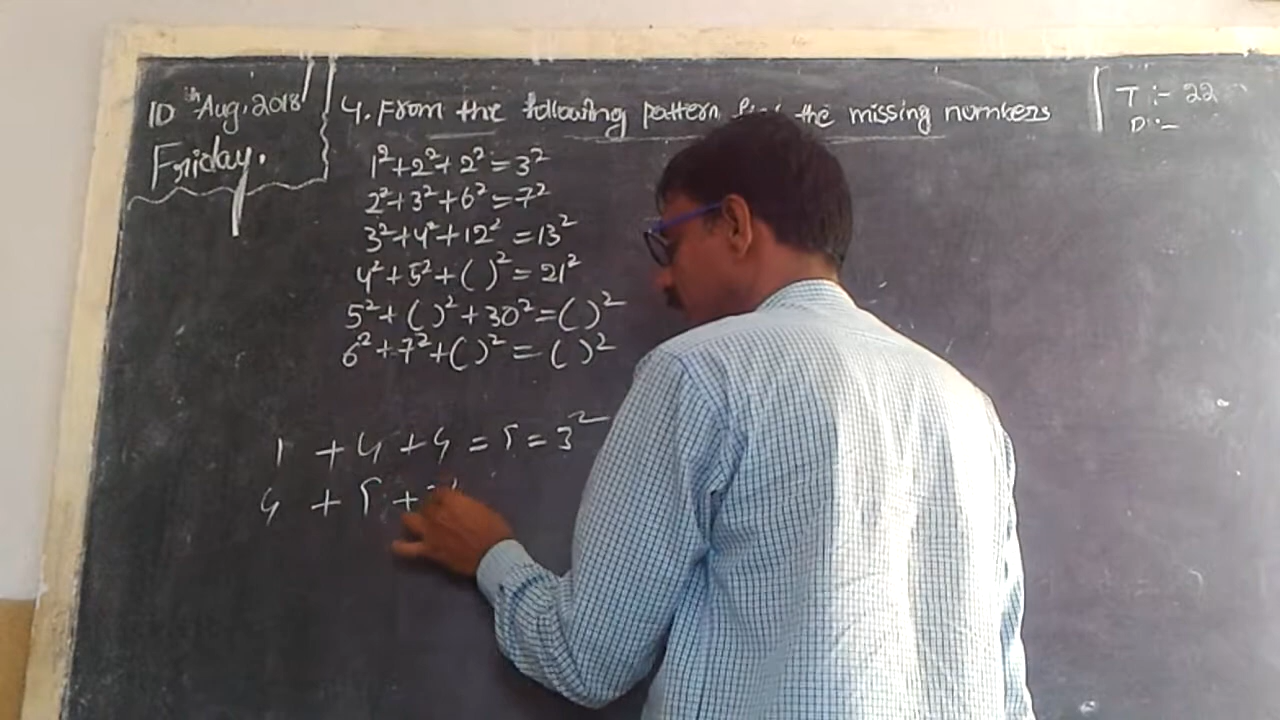 10th Aug, 2018
Friday.
4. From the following pattern find the missing numbers
T :- 22
D :-
1² + 2² + 2² = 3²
2² + 3² + 6² = 7²
3² + 4² + 12² = 13²
4² + 5² + ( )² = 21²
5² + ( )² + 30² = ( )²
6² + 7² + ( )² = ( )²
1 + 4 + 4 = 9 = 3²
4 + 9 +